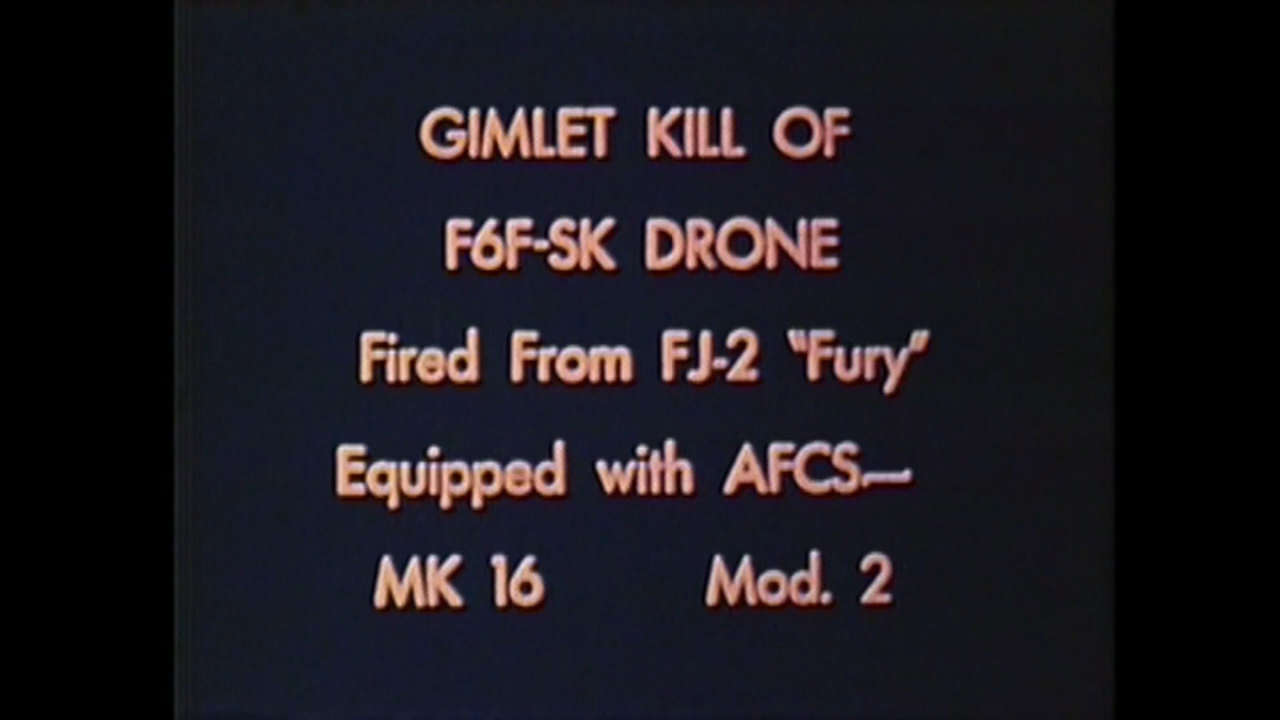 GIMLET KILL OF
F6F-SK DRONE
Fired From FJ-2 "Fury"
Equipped with AFCS—
MK 16 Mod. 2